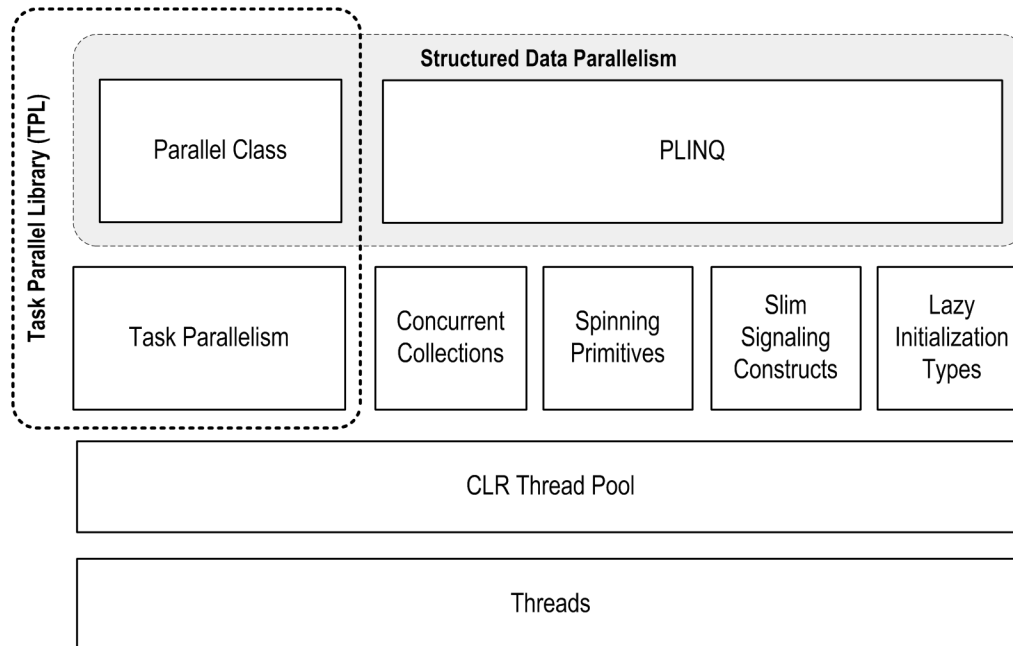 Structured Data Parallelism
Task Parallel Library (TPL)
Parallel Class
PLINQ
Task Parallelism
Concurrent
Collections
Spinning
Primitives
Slim
Signaling
Constructs
Lazy
Initialization
Types
CLR Thread Pool
Threads